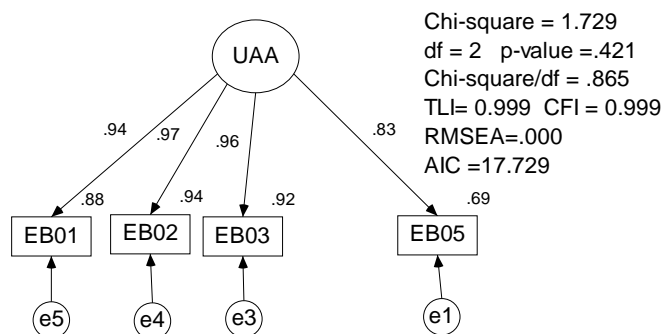 Chi-square = 1.729
df = 2 p-value =.421
Chi-square/df = .865
TLI= 0.999 CFI = 0.999
RMSEA=.000
AIC =17.729
UAA
.94
.97
.96
.83
.88
.94
.92
.69
EB01
EB02
EB03
EB05
e5
e4
e3
e1